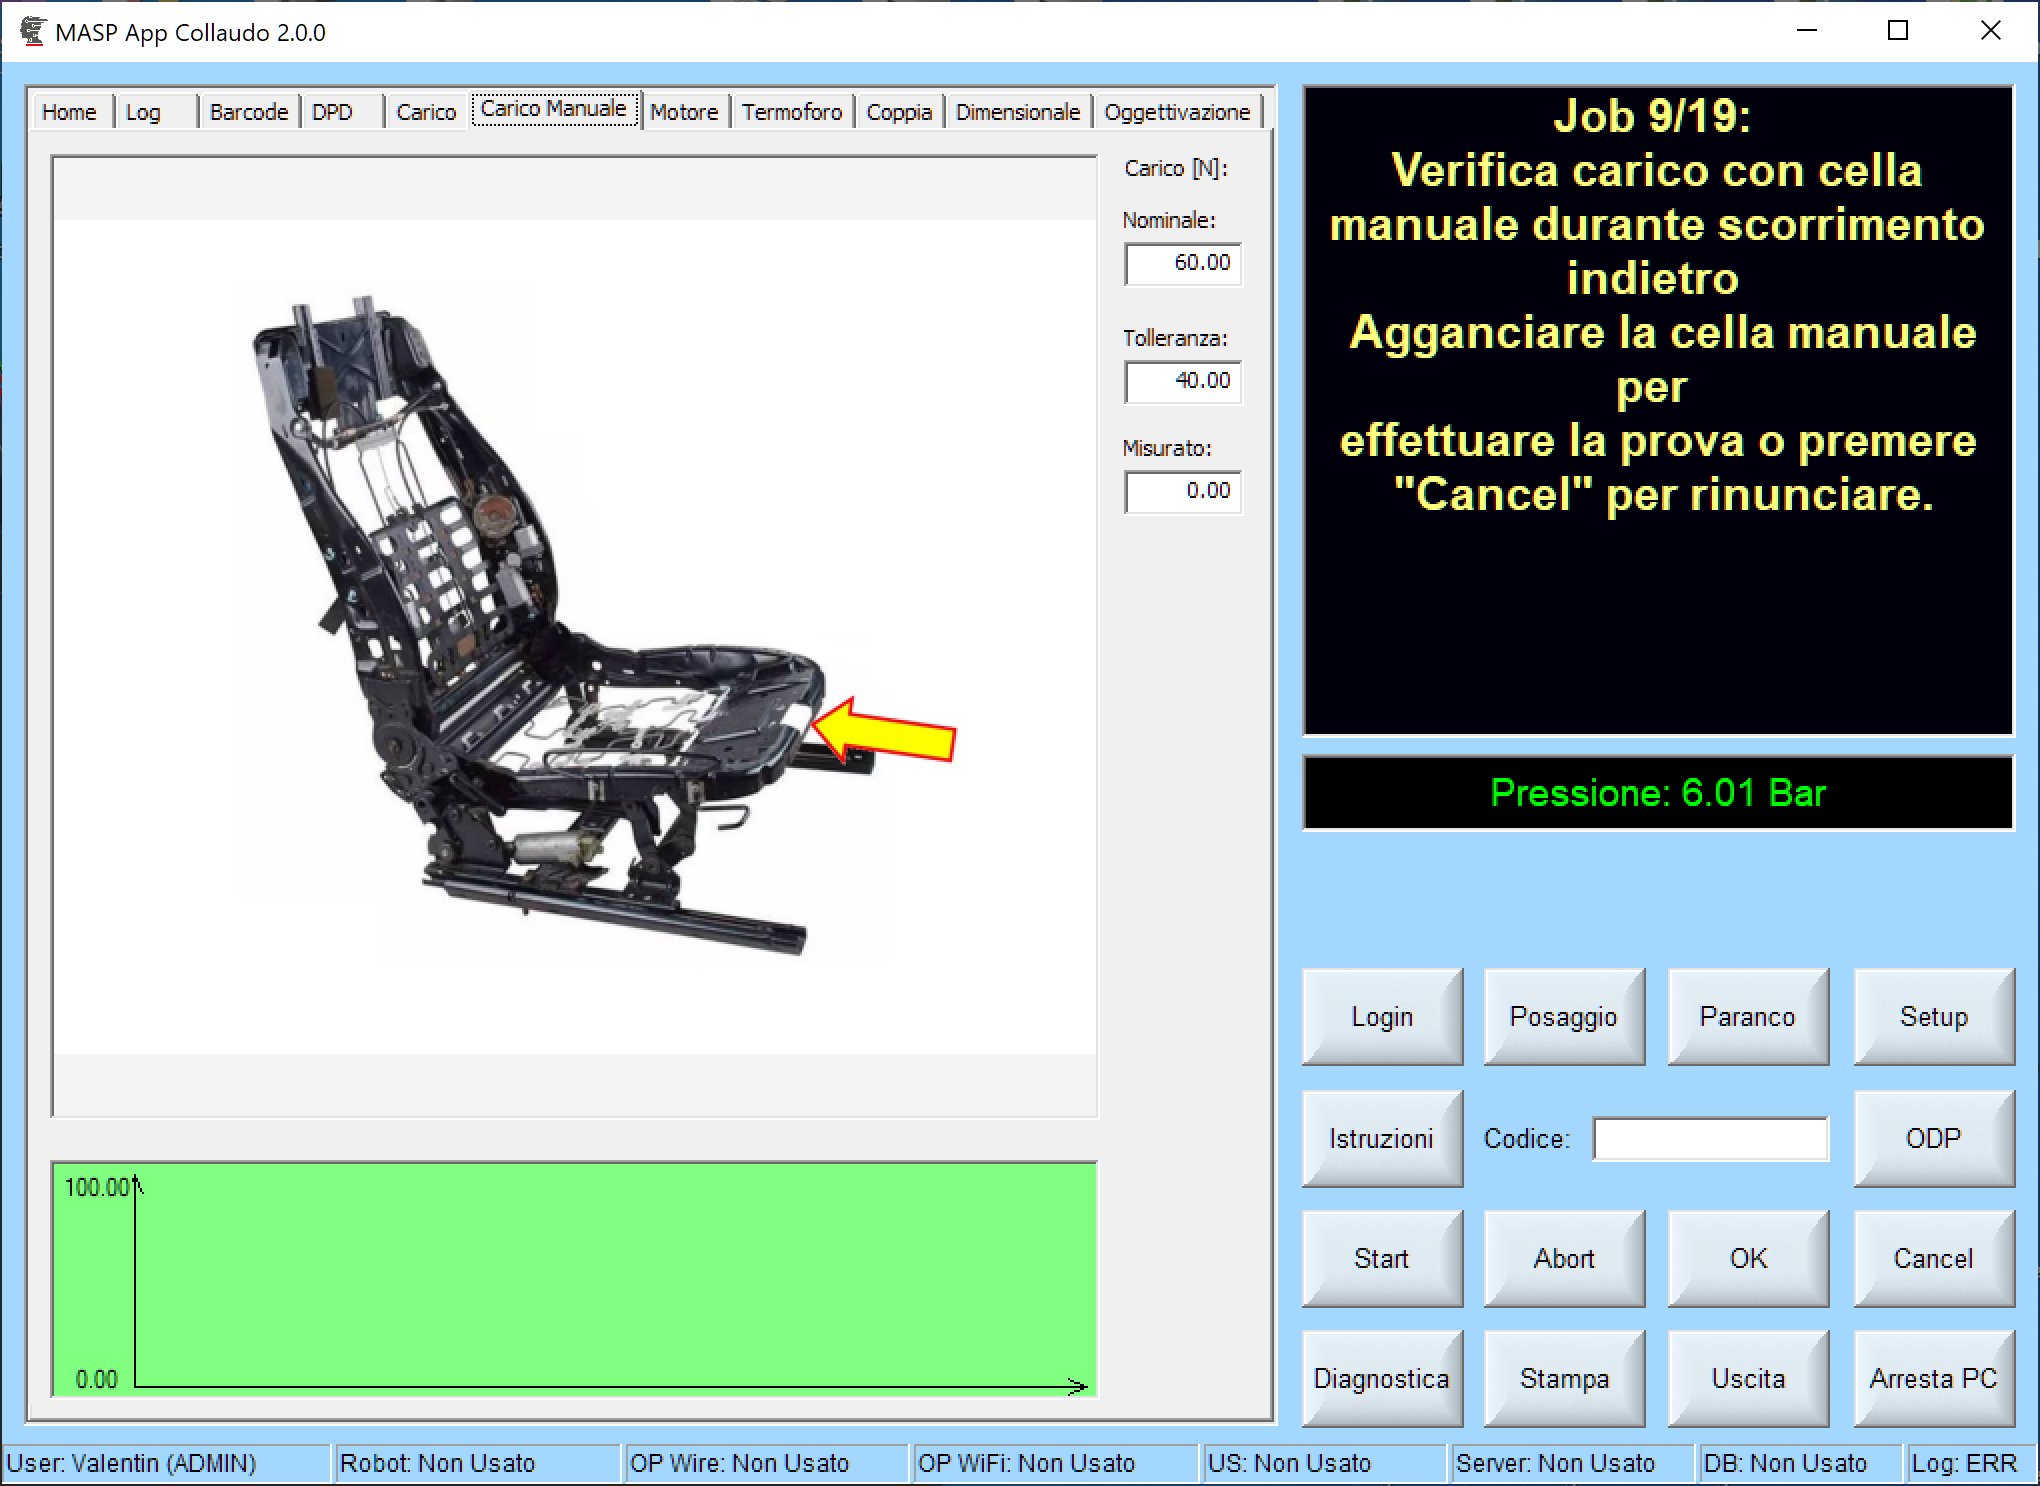 MASP App Collaudo 2.0.0
Home Log Barcode DPD Carico Carico Manuale Motore Termoforo Coppia Dimensionale Oggettivazione
Carico [N]:
Nominale:
60.00
Tolleranza:
40.00
Misurato:
0.00
100.00
0.00
Job 9/19:
Verifica carico con cella
manuale durante scorrimento
indietro
Agganciare la cella manuale
per
effettuare la prova o premere
"Cancel" per rinunciare.
Pressione: 6.01 Bar
Login Posaggio Paranco Setup
Istruzioni Codice: ODP
Start Abort OK Cancel
Diagnostica Stampa Uscita Arresta PC
User: Valentin (ADMIN) Robot: Non Usato OP Wire: Non Usato OP WiFi: Non Usato US: Non Usato Server: Non Usato DB: Non Usato Log: ERR